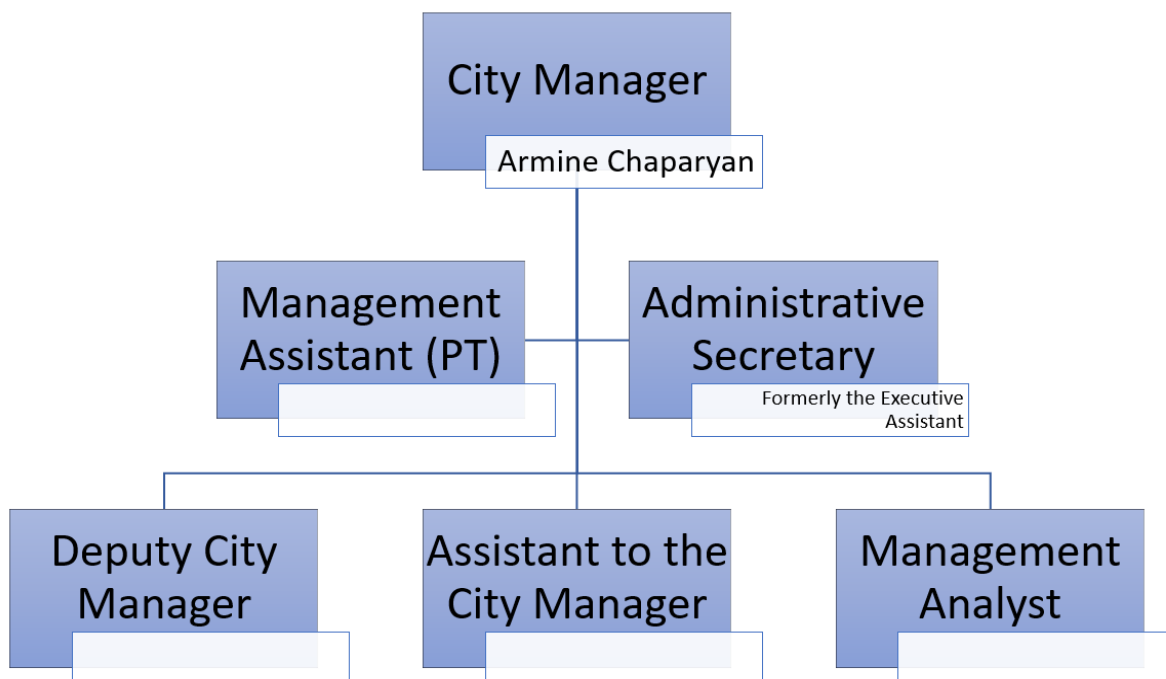 City Manager
Armine Chaparyan
Management
Assistant (PT)
Administrative
Secretary
Formerly the Executive
Assistant
Deputy City
Manager
Assistant to the
City Manager
Management
Analyst